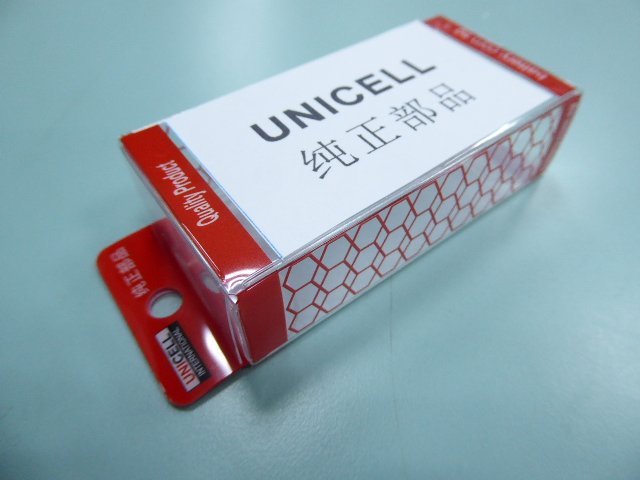 UNICELL
纯正部品
Quality Product
纯正部品
UNICELL
INTERNATIONAL